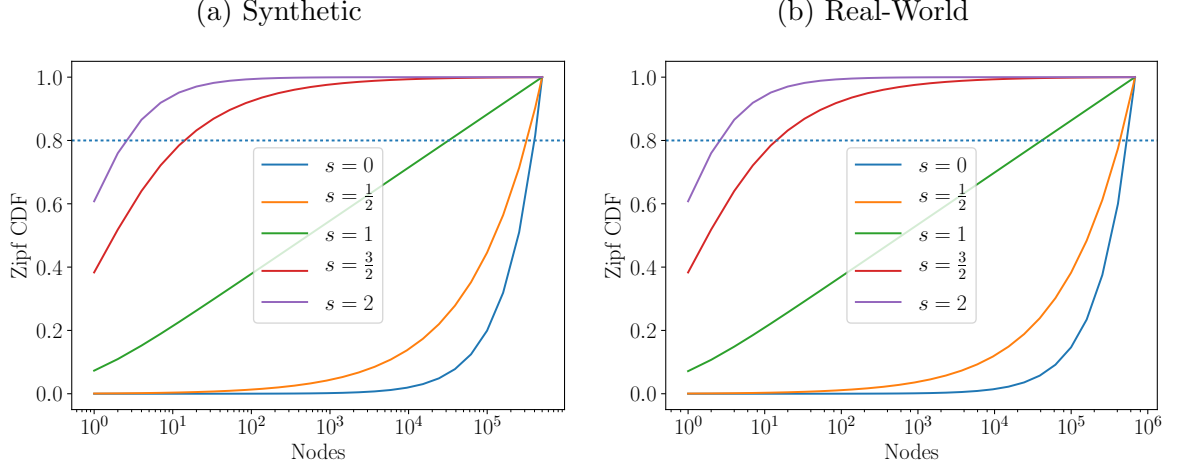 (a) Synthetic
1.0
0.8
0.6
0.4
0.2
0.0
Zipf CDF
s = 0
s = 1/2
s = 1
s = 3/2
s = 2
10^0
10^1
10^2
10^3
10^4
10^5
Nodes
(b) Real-World
1.0
0.8
0.6
0.4
0.2
0.0
Zipf CDF
s = 0
s = 1/2
s = 1
s = 3/2
s = 2
10^0
10^1
10^2
10^3
10^4
10^5
10^6
Nodes